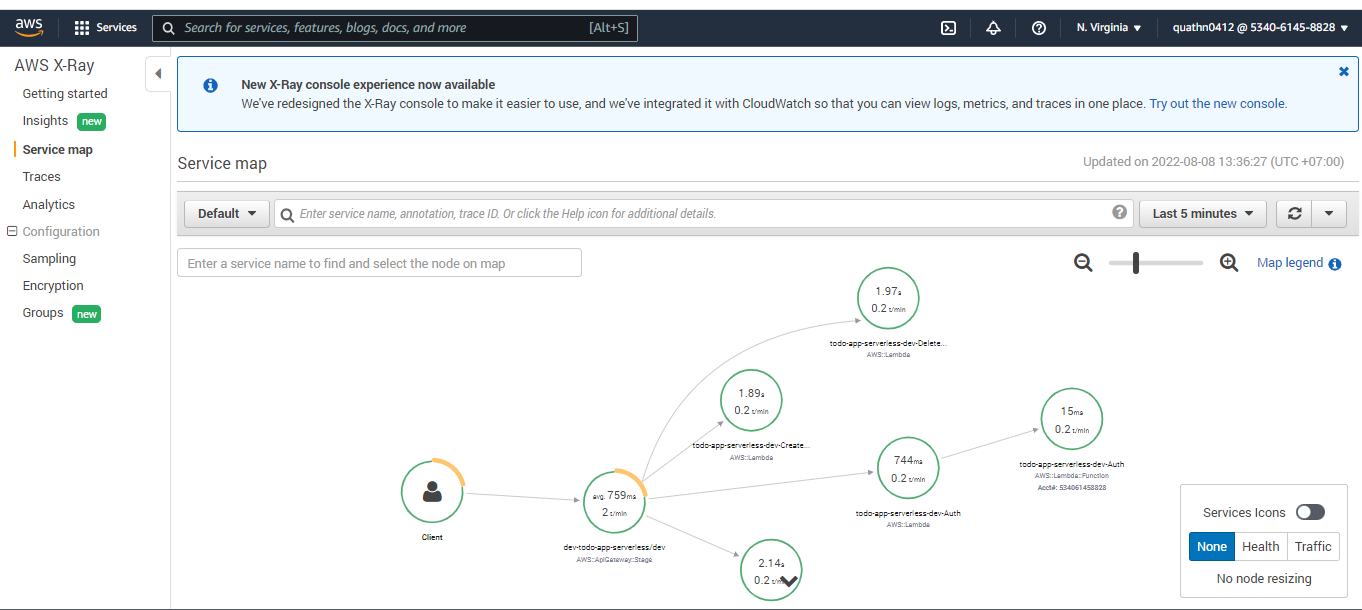 aws
Services
Search for services, features, blogs, docs, and more
[Alt+S]
N. Virginia
quathn0412 @ 5340-6145-8828
AWS X-Ray
Getting started
Insights new
Service map
Traces
Analytics
Configuration
Sampling
Encryption
Groups new
New X-Ray console experience now available
We've redesigned the X-Ray console to make it easier to use, and we've integrated it with CloudWatch so that you can view logs, metrics, and traces in one place. Try out the new console.
Service map
Updated on 2022-08-08 13:36:27 (UTC +07:00)
Default
Enter service name, annotation, trace ID. Or click the Help icon for additional details.
Last 5 minutes
Enter a service name to find and select the node on map
Map legend
1.97s
0.2 t/min
todo-app-serverless-dev-Delete...
AWS::Lambda
1.89s
0.2 t/min
todo-app-serverless-dev-Create...
AWS::Lambda
15ms
0.2 t/min
todo-app-serverless-dev-Auth
AWS::Lambda::Function
Acct#: 534061458828
744ms
0.2 t/min
todo-app-serverless-dev-Auth
AWS::Lambda
Client
avg. 759ms
2 t/min
dev-todo-app-serverless/dev
AWS::ApiGateway::Stage
2.14s
0.2 t/min
Services Icons
None Health Traffic
No node resizing